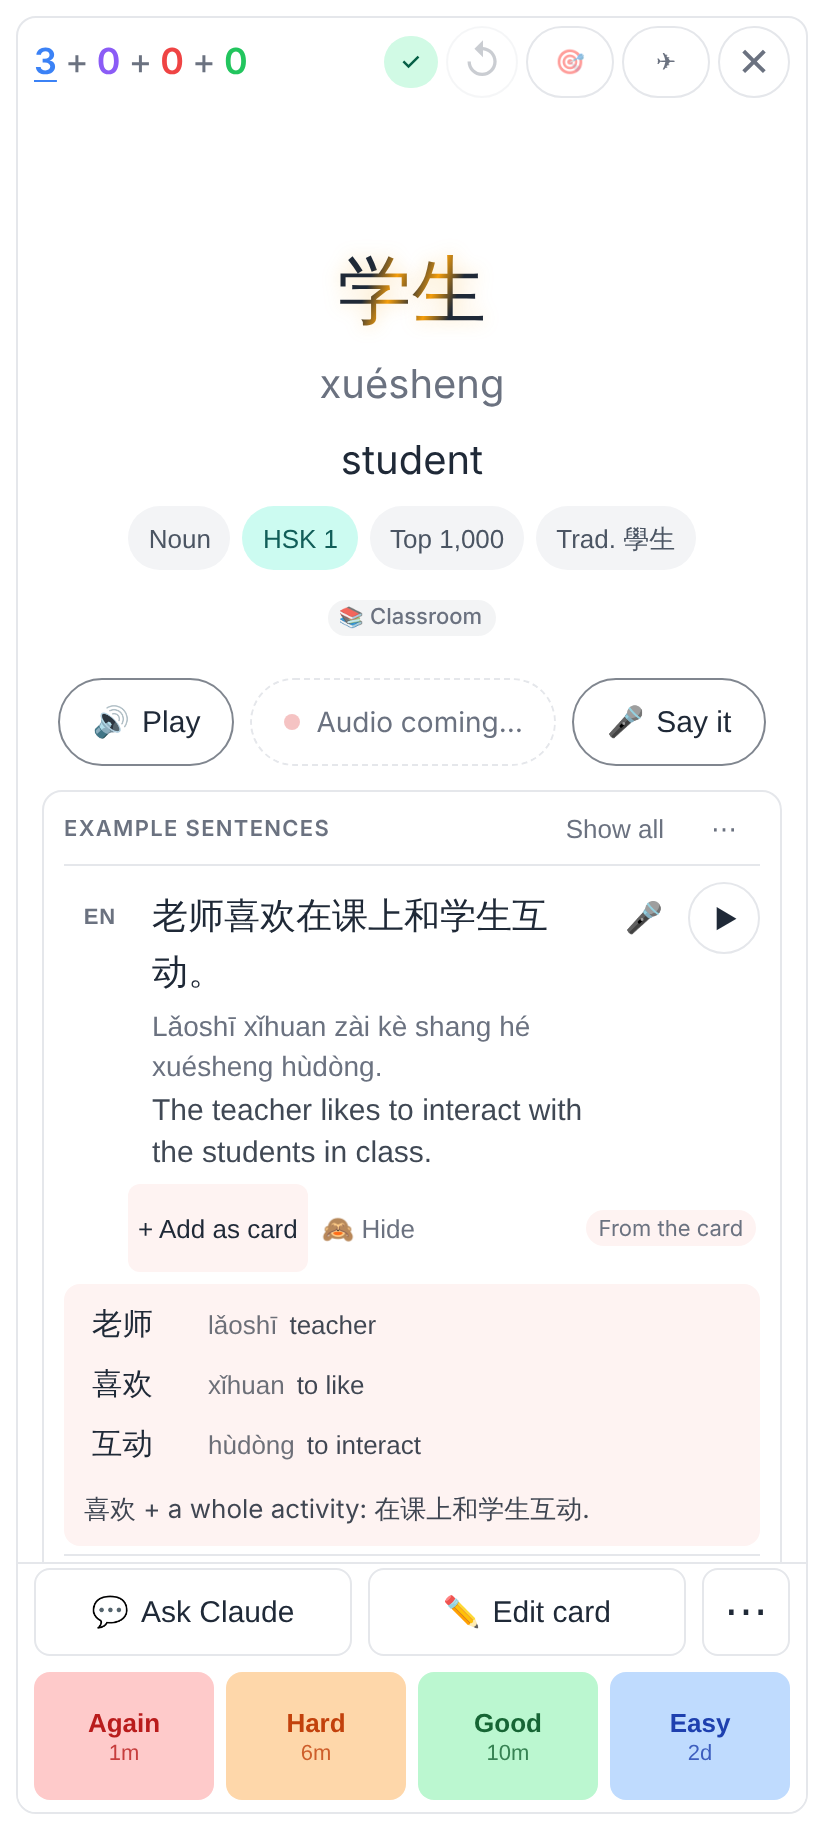 3 + 0 + 0 + 0
学生
xuésheng
student
Noun HSK 1 Top 1,000 Trad. 學生
Classroom
Play Audio coming... Say it
EXAMPLE SENTENCES Show all ...
EN 老师喜欢在课上和学生互
动。
Lǎoshī xǐhuan zài kè shang hé
xuésheng hùdòng.
The teacher likes to interact with
the students in class.
+ Add as card Hide From the card
老师 lǎoshī teacher
喜欢 xǐhuan to like
互动 hùdòng to interact
喜欢 + a whole activity: 在课上和学生互动.
Ask Claude Edit card ...
Again Hard Good Easy
1m 6m 10m 2d